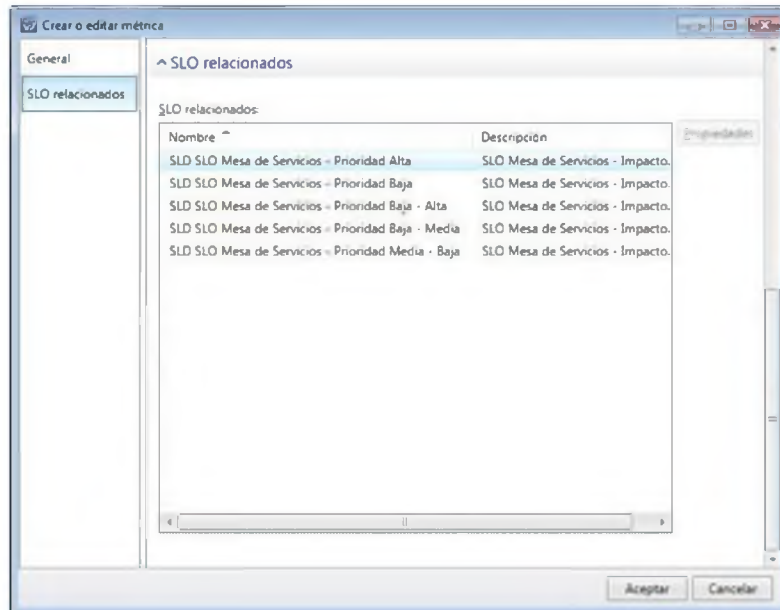 Crear o editar métrica
General
SLO relacionados
SLO relacionados
SLO relacionados:
Nombre Descripción
Propiedades
SLD SLO Mesa de Servicios - Prioridad Alta SLO Mesa de Servicios - Impacto.
SLD SLO Mesa de Servicios - Prioridad Baja SLO Mesa de Servicios - Impacto.
SLD SLO Mesa de Servicios - Prioridad Baja - Alta SLO Mesa de Servicios - Impacto.
SLD SLO Mesa de Servicios - Prioridad Baja - Media SLO Mesa de Servicios - Impacto.
SLD SLO Mesa de Servicios - Prioridad Media - Baja SLO Mesa de Servicios - Impacto.
Aceptar Cancelar